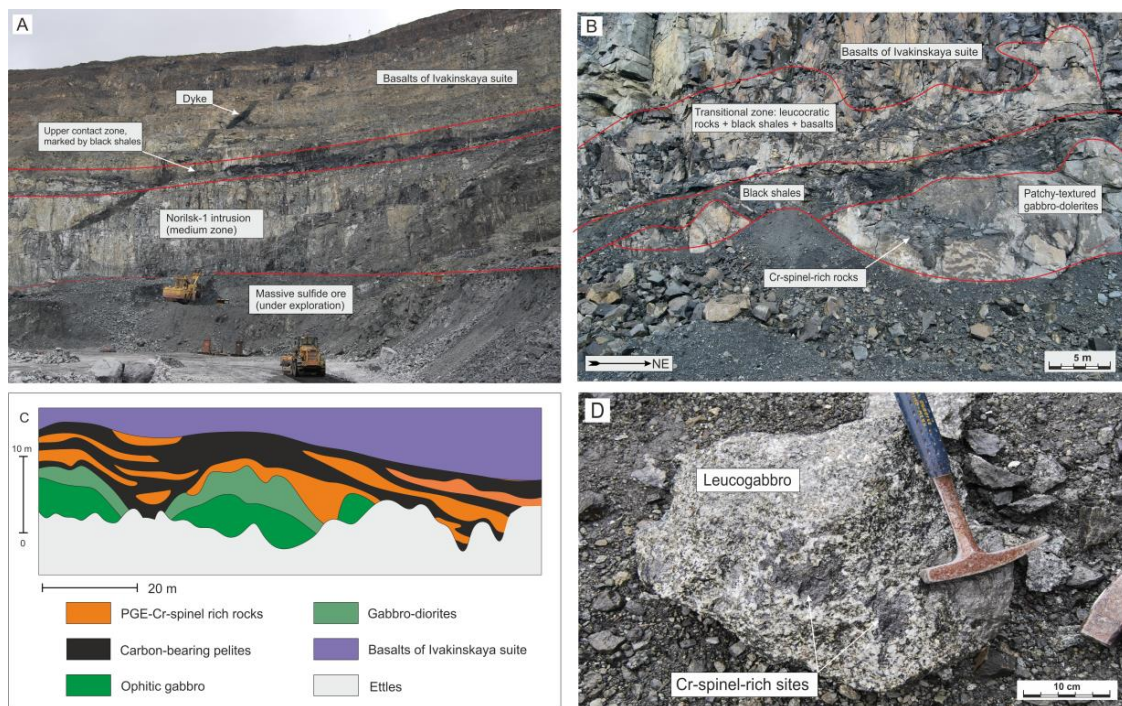 A
Basalts of Ivakinskaya suite
Dyke
Upper contact zone,
marked by black shales
Norilsk-1 intrusion
(medium zone)
Massive sulfide ore
(under exploration)
B
Basalts of Ivakinskaya suite
Transitional zone: leucocratic
rocks + black shales + basalts
Black shales
Patchy-textured
gabbro-dolerites
Cr-spinel-rich rocks
NE
5 m
C
10 m
0
20 m
PGE-Cr-spinel rich rocks
Gabbro-diorites
Carbon-bearing pelites
Basalts of Ivakinskaya suite
Ophitic gabbro
Ettles
D
Leucogabbro
Cr-spinel-rich sites
10 cm